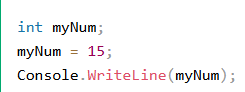 int myNum;
myNum = 15;
Console.WriteLine(myNum);